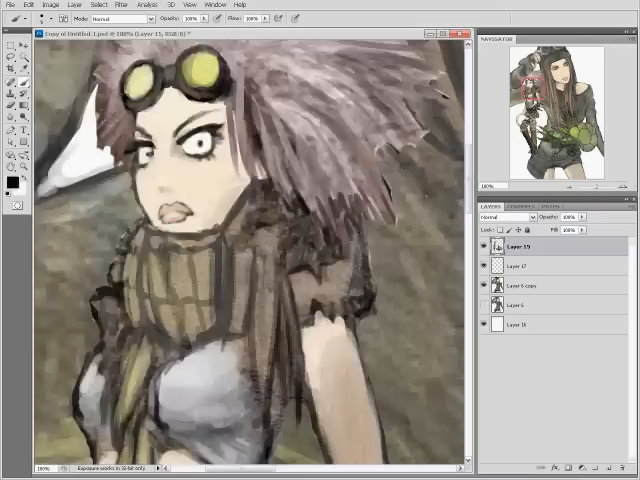 File Edit Image Layer Select Filter Analysis 3D View Window Help
Mode: Normal Opacity: 100% Flow: 100%
Copy of Untitled-1.psd @ 100% (Layer 15, RGB/8) *
NAVIGATOR
100%
LAYERS CHANNELS PATHS
Normal Opacity: 100%
Lock: Fill: 100%
Layer 15
Layer 17
Layer 6 copy
Layer 6
Layer 16
100% Exposure works in 32-bit only